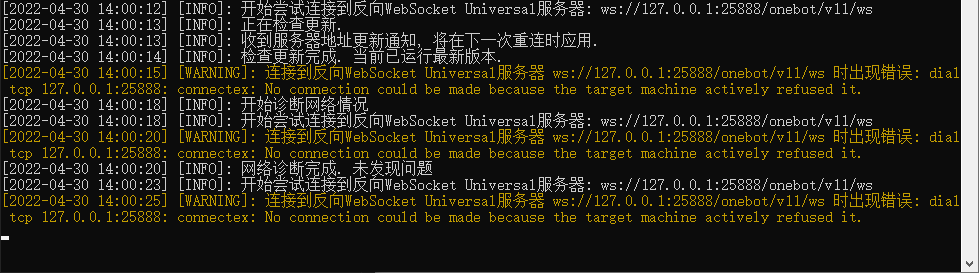 [2022-04-30 14:00:12] [INFO]: 开始尝试连接到反向WebSocket Universal服务器: ws://127.0.0.1:25888/onebot/v11/ws
[2022-04-30 14:00:13] [INFO]: 正在检查更新.
[2022-04-30 14:00:13] [INFO]: 收到服务器地址更新通知, 将在下一次重连时应用.
[2022-04-30 14:00:14] [INFO]: 检查更新完成. 当前已运行最新版本.
[2022-04-30 14:00:15] [WARNING]: 连接到反向WebSocket Universal服务器 ws://127.0.0.1:25888/onebot/v11/ws 时出现错误: dial
tcp 127.0.0.1:25888: connectex: No connection could be made because the target machine actively refused it.
[2022-04-30 14:00:18] [INFO]: 开始诊断网络情况
[2022-04-30 14:00:18] [INFO]: 开始尝试连接到反向WebSocket Universal服务器: ws://127.0.0.1:25888/onebot/v11/ws
[2022-04-30 14:00:20] [WARNING]: 连接到反向WebSocket Universal服务器 ws://127.0.0.1:25888/onebot/v11/ws 时出现错误: dial
tcp 127.0.0.1:25888: connectex: No connection could be made because the target machine actively refused it.
[2022-04-30 14:00:20] [INFO]: 网络诊断完成. 未发现问题
[2022-04-30 14:00:23] [INFO]: 开始尝试连接到反向WebSocket Universal服务器: ws://127.0.0.1:25888/onebot/v11/ws
[2022-04-30 14:00:25] [WARNING]: 连接到反向WebSocket Universal服务器 ws://127.0.0.1:25888/onebot/v11/ws 时出现错误: dial
tcp 127.0.0.1:25888: connectex: No connection could be made because the target machine actively refused it.